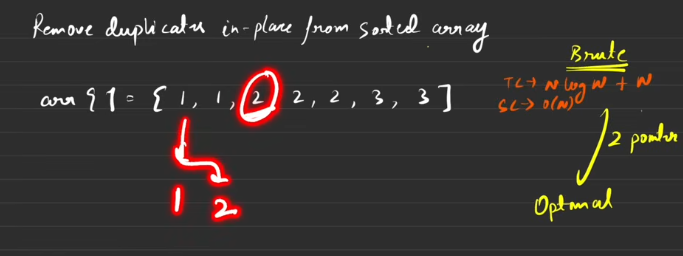 Remove duplicates in-place from sorted array
Brute
TC → N log N + N
SC → O(N)
arr [ ] = { 1, 1, 2 2, 2, 3, 3 ]
2 pointer
1 2
Optimal